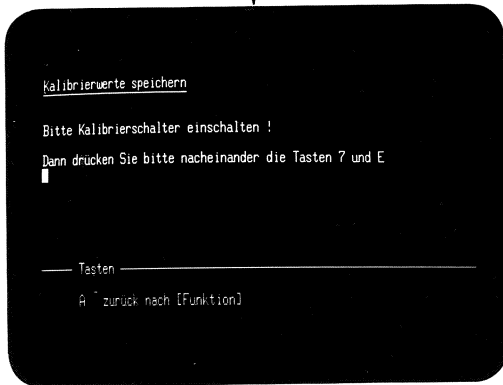 Kalibrierwerte speichern
Bitte Kalibrierschalter einschalten !
Dann drücken Sie bitte nacheinander die Tasten 7 und E
Tasten
A - zurück nach [Funktion]